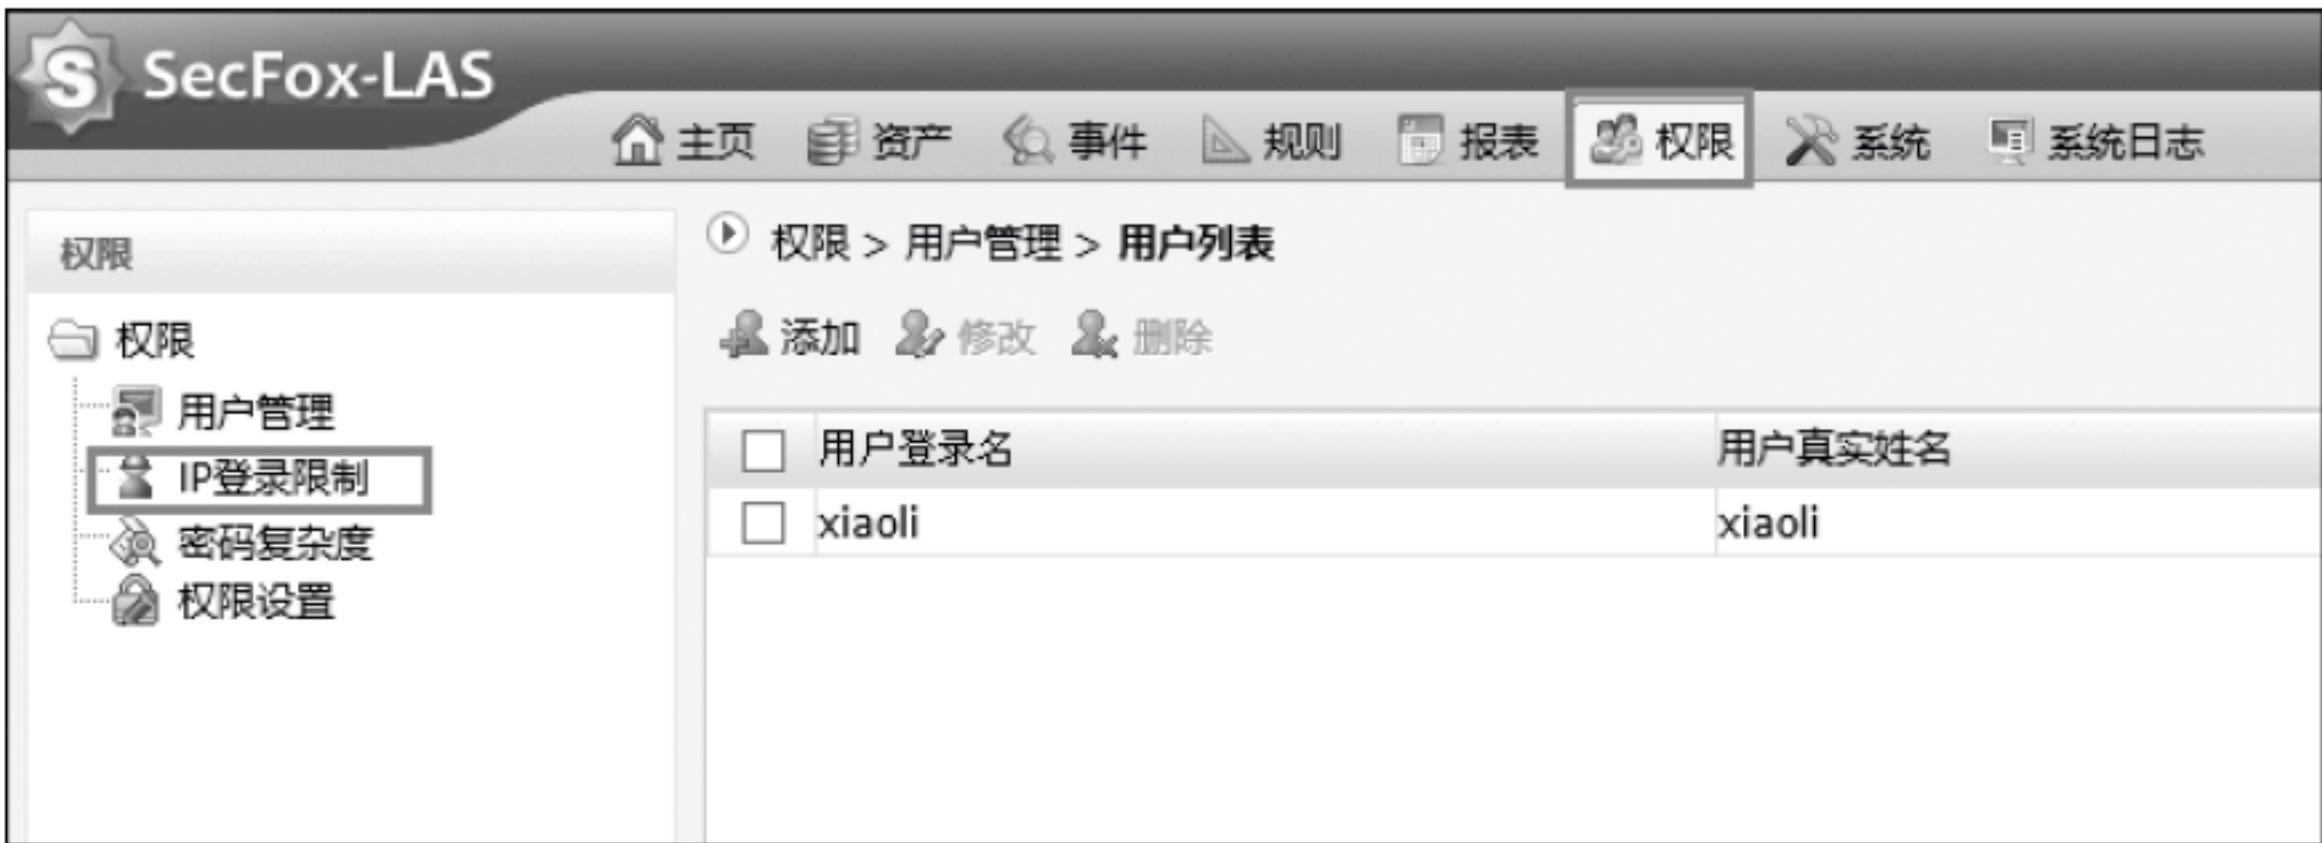 SecFox-LAS
主页 资产 事件 规则 报表 权限 系统 系统日志
权限
权限 > 用户管理 > 用户列表
添加 修改 删除
权限
用户管理
IP登录限制
密码复杂度
权限设置
用户登录名 用户真实姓名
xiaoli xiaoli